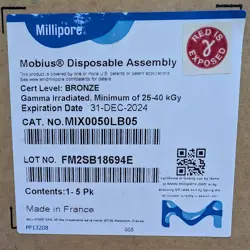 Millipore®
RED IS
EXPOSED
Mobius® Disposable Assembly
Cert Level: BRONZE
Gamma Irradiated. Minimum of 25-40 kGy
Expiration Date 31-DEC-2024
CAT. NO.MIX0050LB05
LOT NO. FM2SB18694E
Contents:1- 5 Pk
Made in France
PF13208